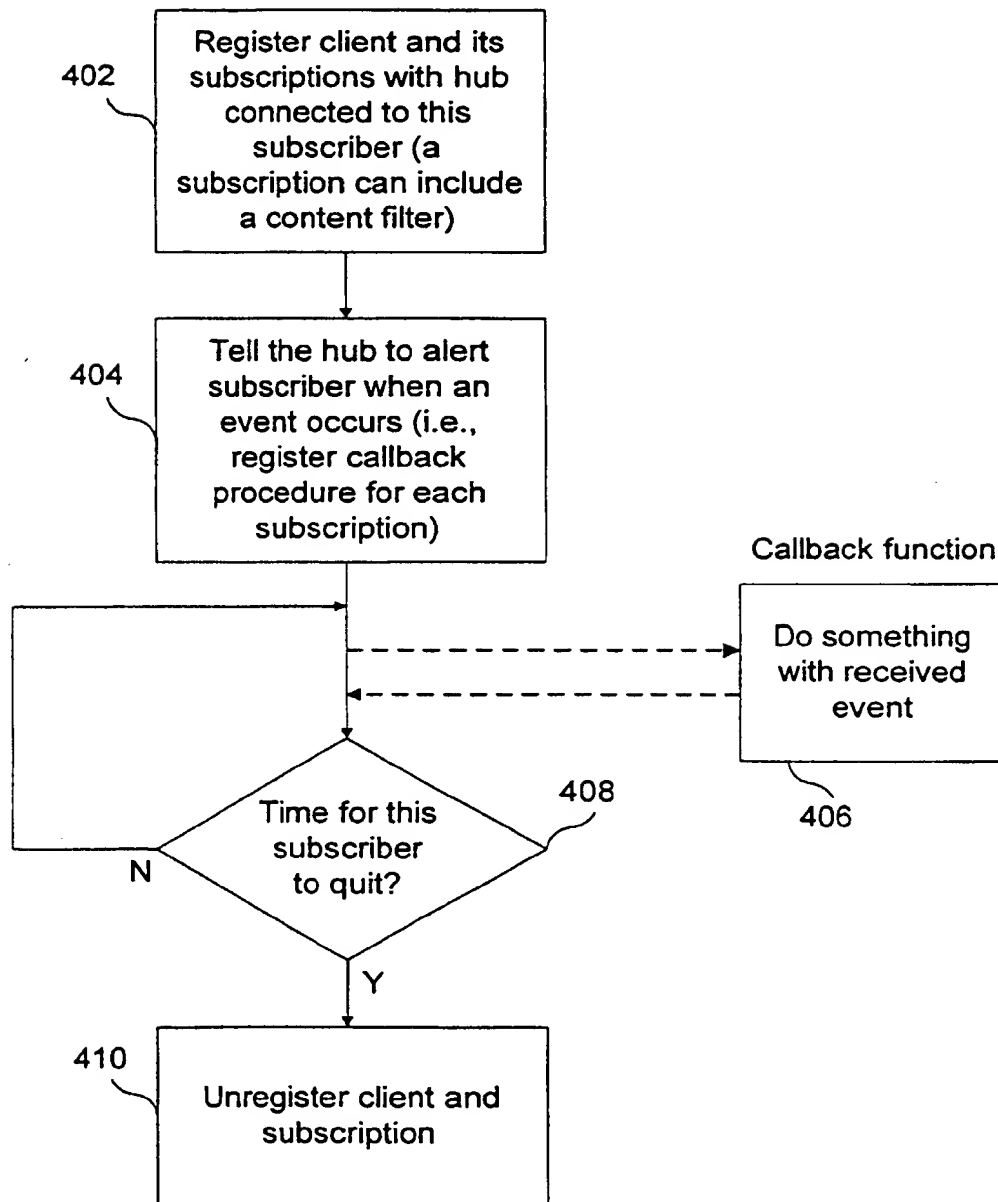 402
Register client and its
subscriptions with hub
connected to this
subscriber (a
subscription can include
a content filter)
404
Tell the hub to alert
subscriber when an
event occurs (i.e.,
register callback
procedure for each
subscription)
Callback function
Do something
with received
event
406
Time for this
subscriber
to quit?
408
N
Y
410
Unregister client and
subscription